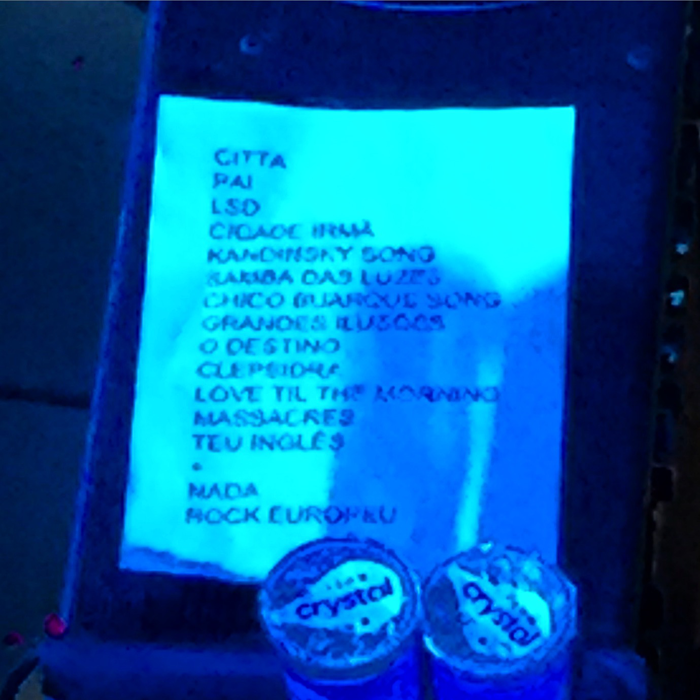 CITTA
PAI
LSD
CIDADE IRMÃ
KANDINSKY SONG
SAMBA DAS LUZES
CHICO BUARQUE SONG
GRANDES ILUSÕES
O DESTINO
CLEPSIDRA
LOVE TIL THE MORNING
MASSACRES
TEU INGLÊS
*
NADA
ROCK EUROPEU
crystal
crystal